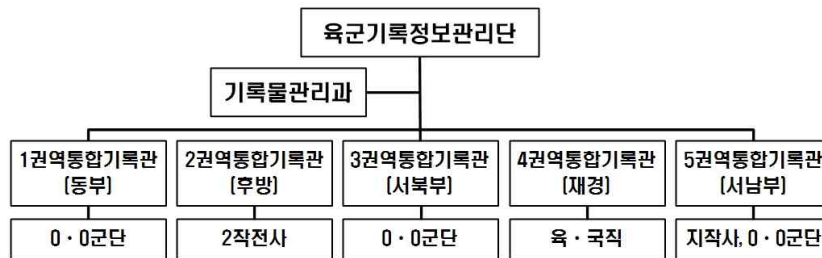 육군기록정보관리단
기록물관리과
1권역통합기록관
(동부)
2권역통합기록관
(후방)
3권역통합기록관
(서북부)
4권역통합기록관
(재경)
5권역통합기록관
(서남부)
0·0군단
2작전사
0·0군단
육·국직
지작사, 0·0군단